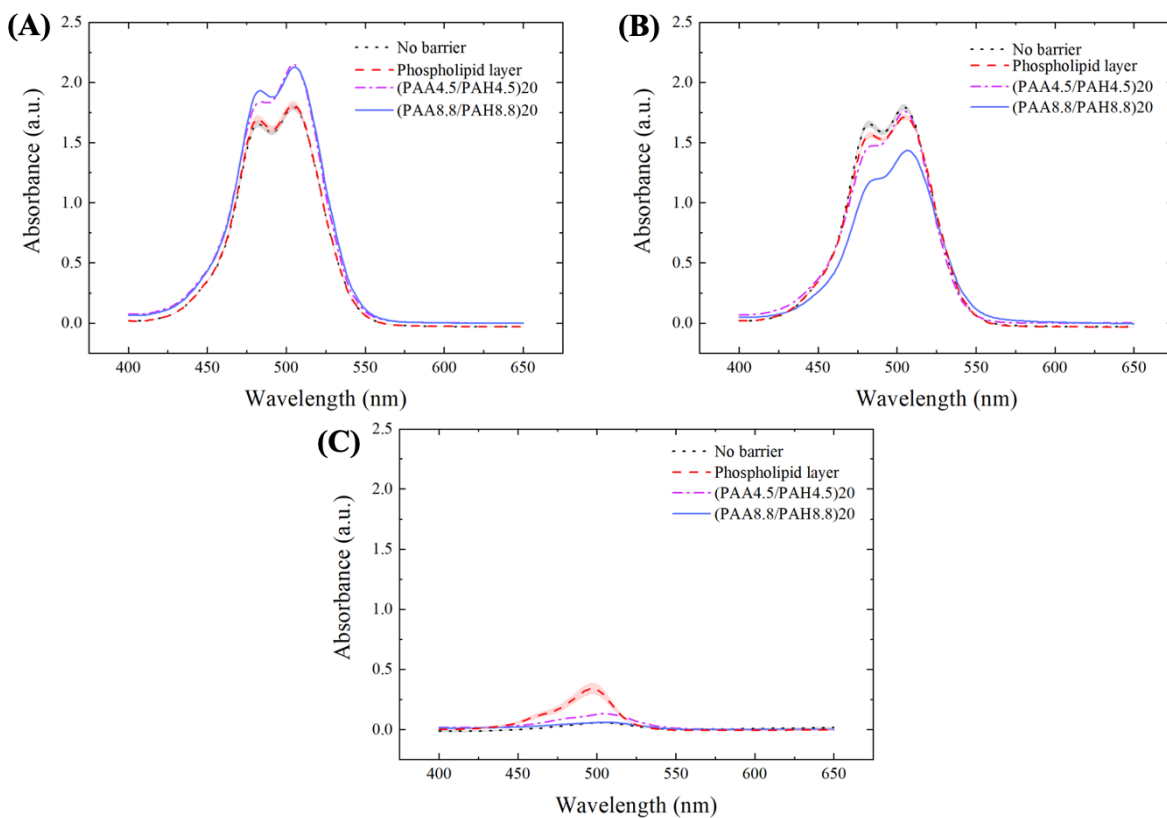 (A)
2.5
2.0
1.5
1.0
0.5
0.0
Absorbance (a.u.)
No barrier
Phospholipid layer
(PAA4.5/PAH4.5)20
(PAA8.8/PAH8.8)20
400 450 500 550 600 650
Wavelength (nm)
(B)
2.5
2.0
1.5
1.0
0.5
0.0
Absorbance (a.u.)
No barrier
Phospholipid layer
(PAA4.5/PAH4.5)20
(PAA8.8/PAH8.8)20
400 450 500 550 600 650
Wavelength (nm)
(C)
2.5
2.0
1.5
1.0
0.5
0.0
Absorbance (a.u.)
No barrier
Phospholipid layer
(PAA4.5/PAH4.5)20
(PAA8.8/PAH8.8)20
400 450 500 550 600 650
Wavelength (nm)